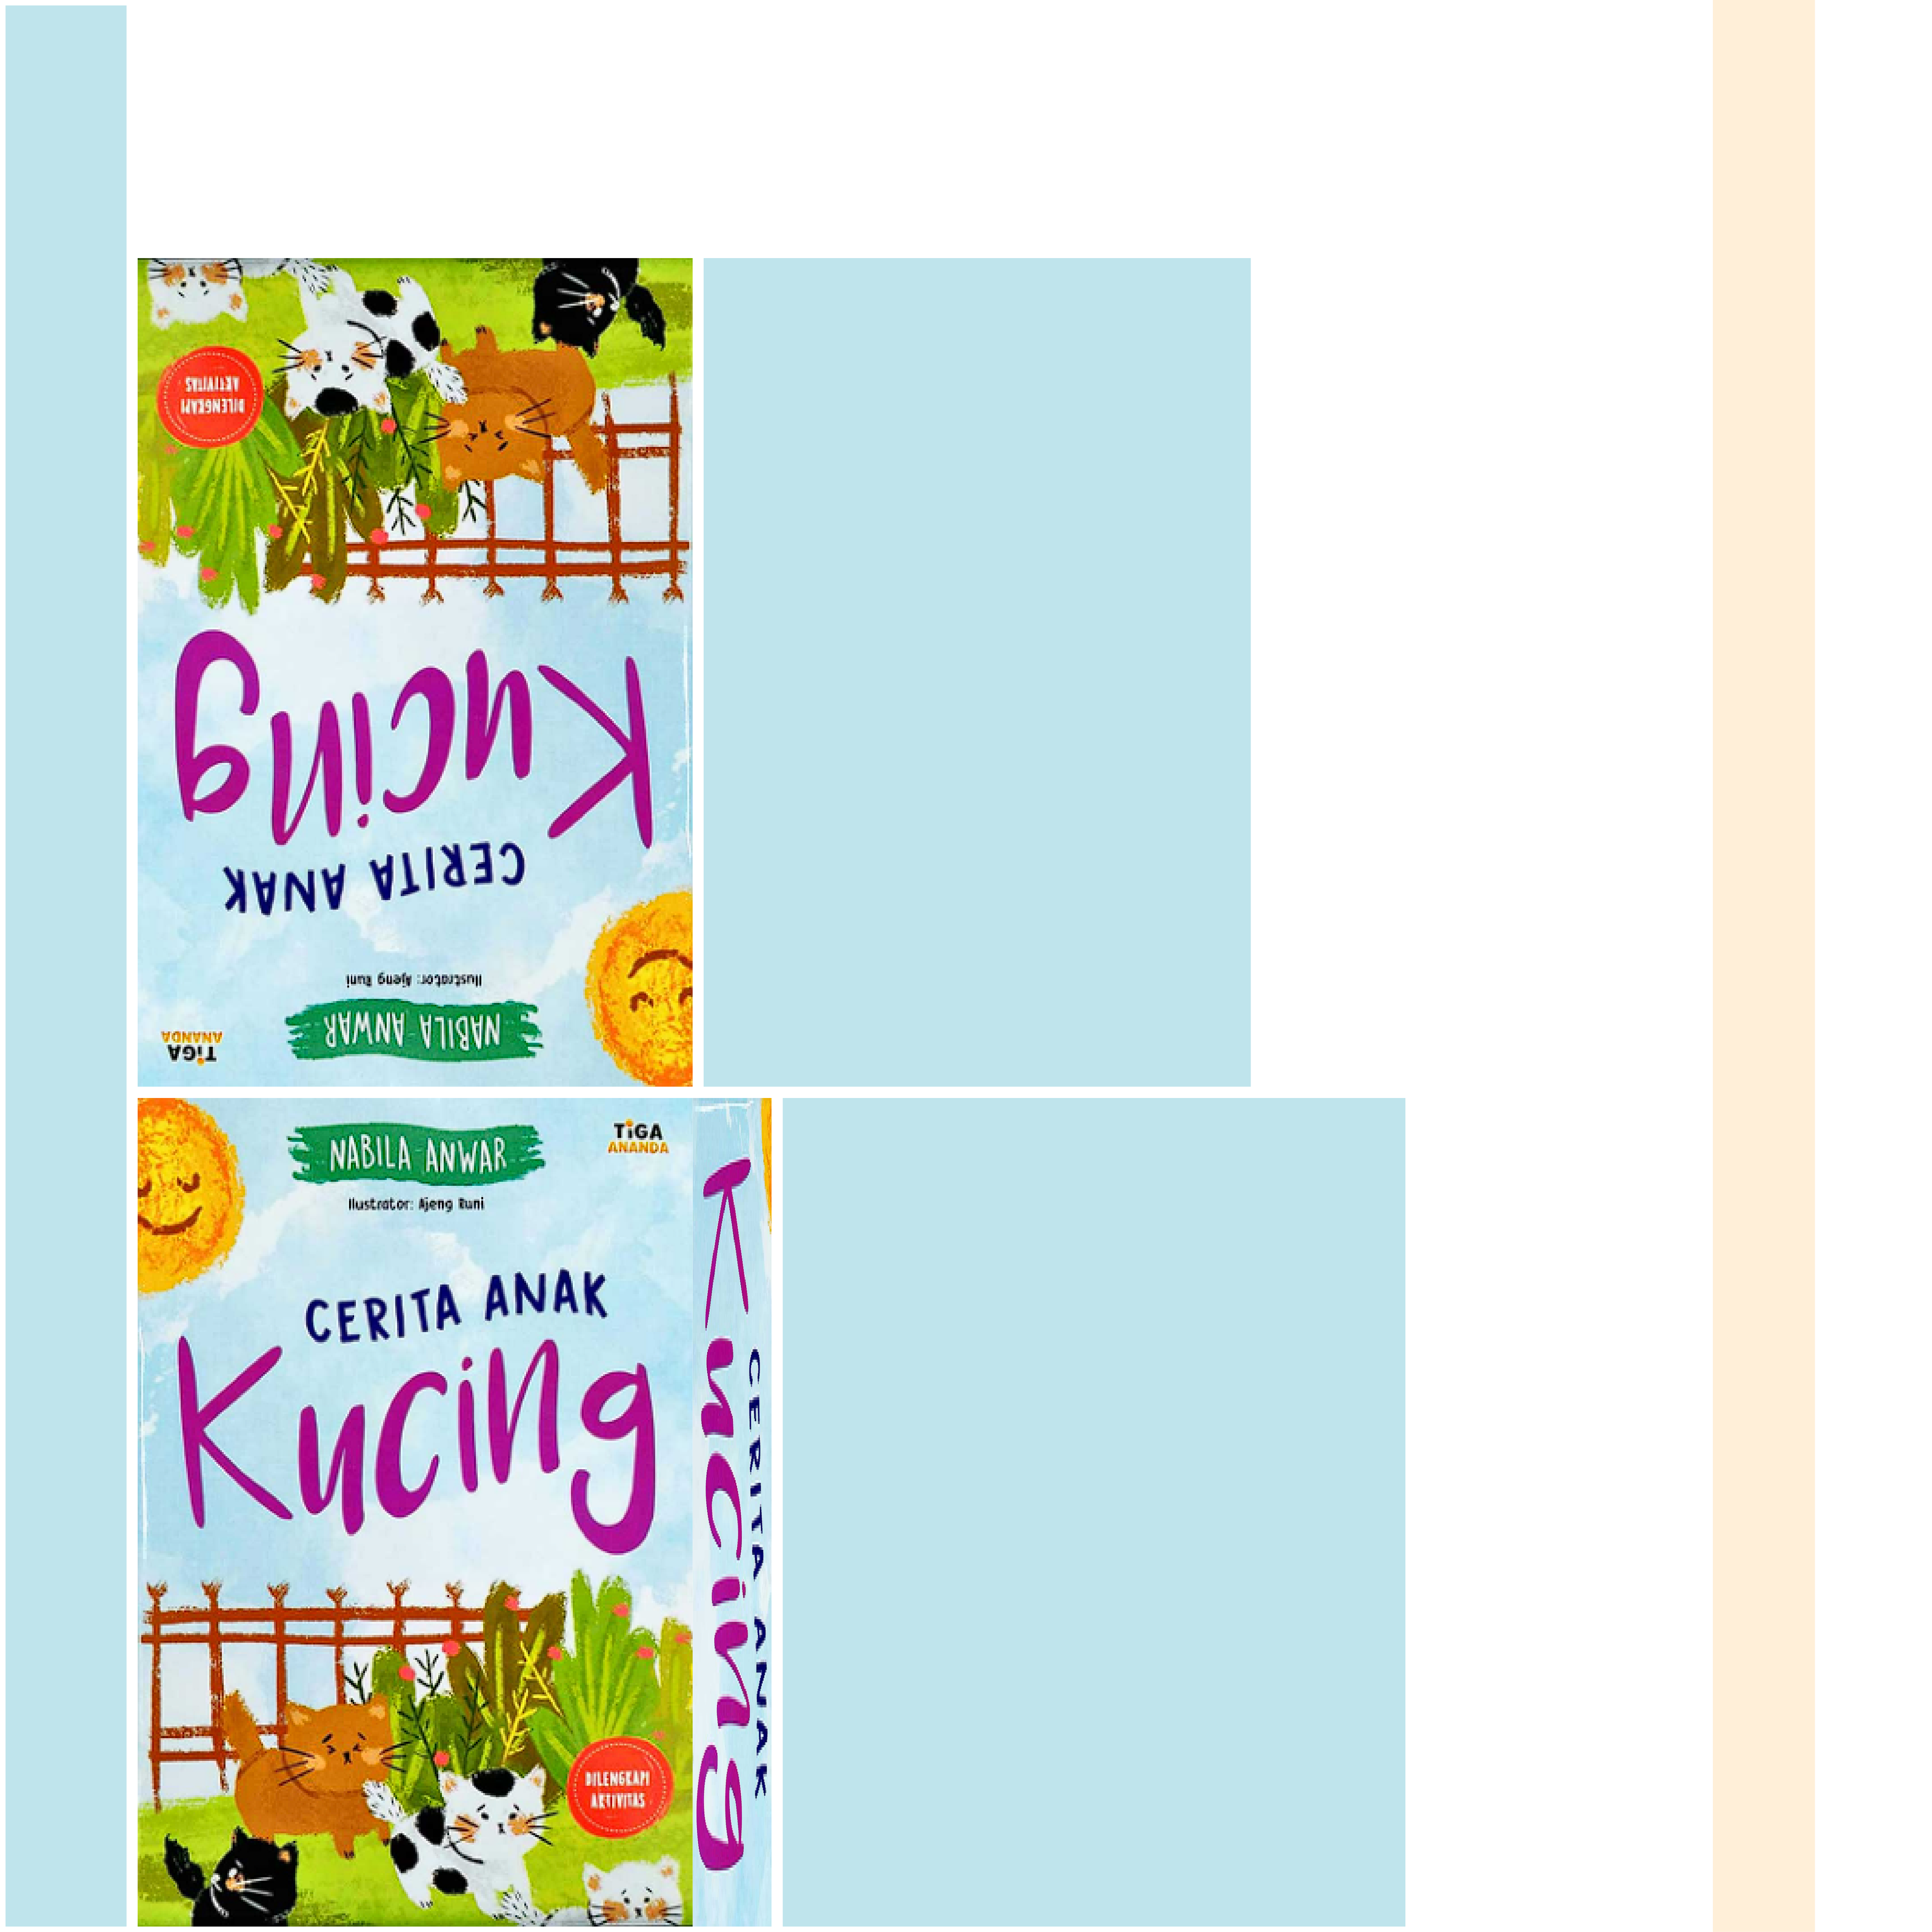 DILENGKAPI
AKTIVITAS
Kucing
CERITA ANAK
Ilustrator: Ajeng Runi
NABILA ANWAR
TiGA
ANANDA
NABILA ANWAR
TiGA
ANANDA
Ilustrator: Ajeng Runi
CERITA ANAK
Kucing
DILENGKAPI
AKTIVITAS
Kucing
CERITA ANAK